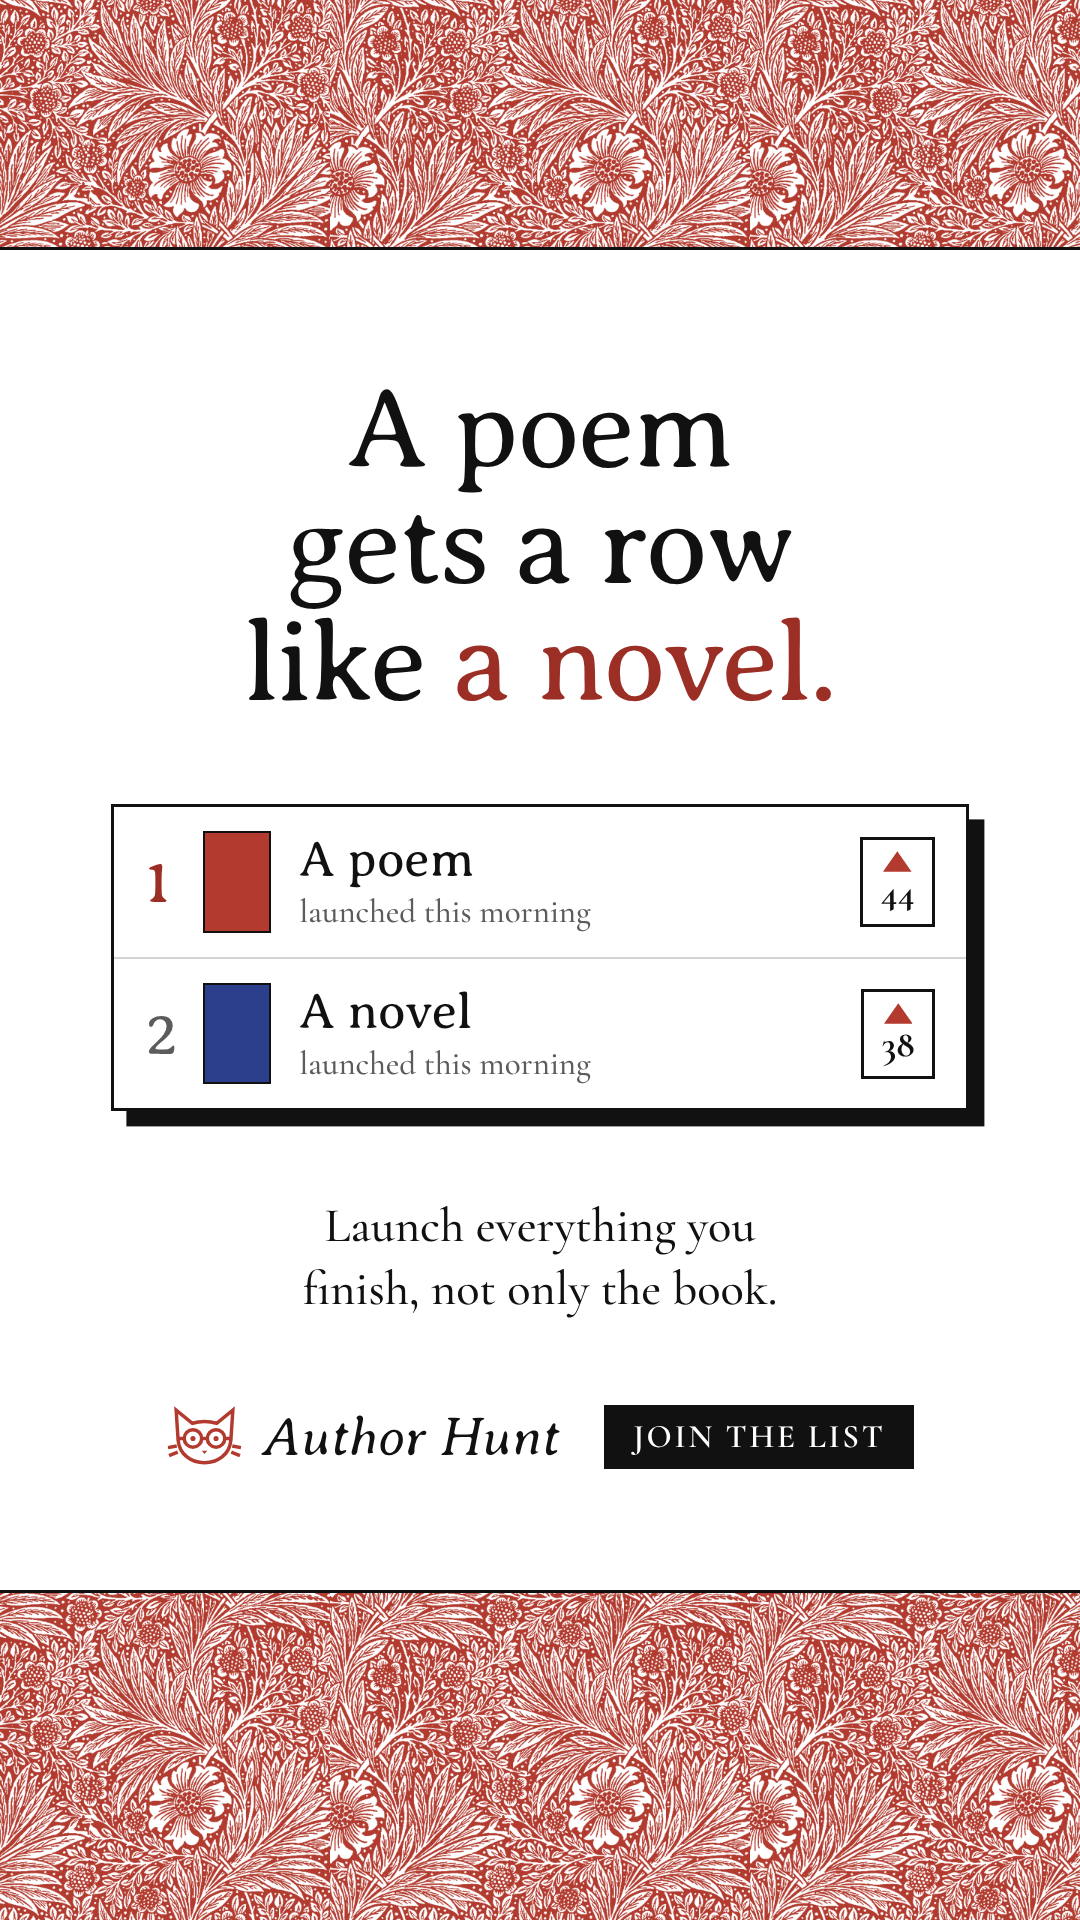 A poem
gets a row
like a novel.
1
A poem
launched this morning
44
2
A novel
launched this morning
38
Launch everything you
finish, not only the book.
Author Hunt
JOIN THE LIST